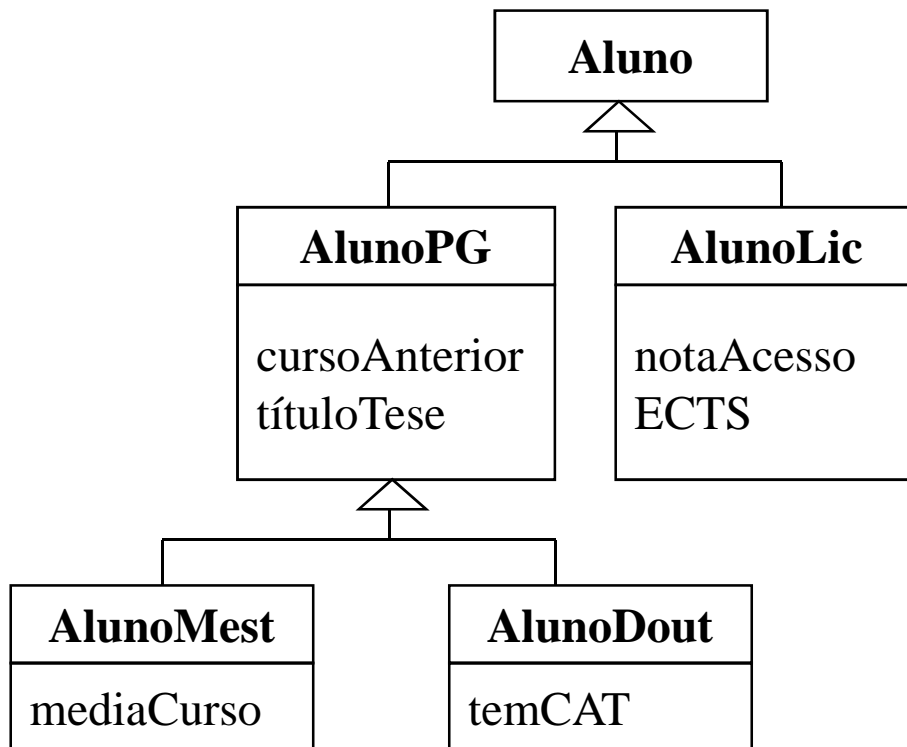 Aluno
AlunoPG
cursoAnterior
títuloTese
AlunoLic
notaAcesso
ECTS
AlunoMest
mediaCurso
AlunoDout
temCAT